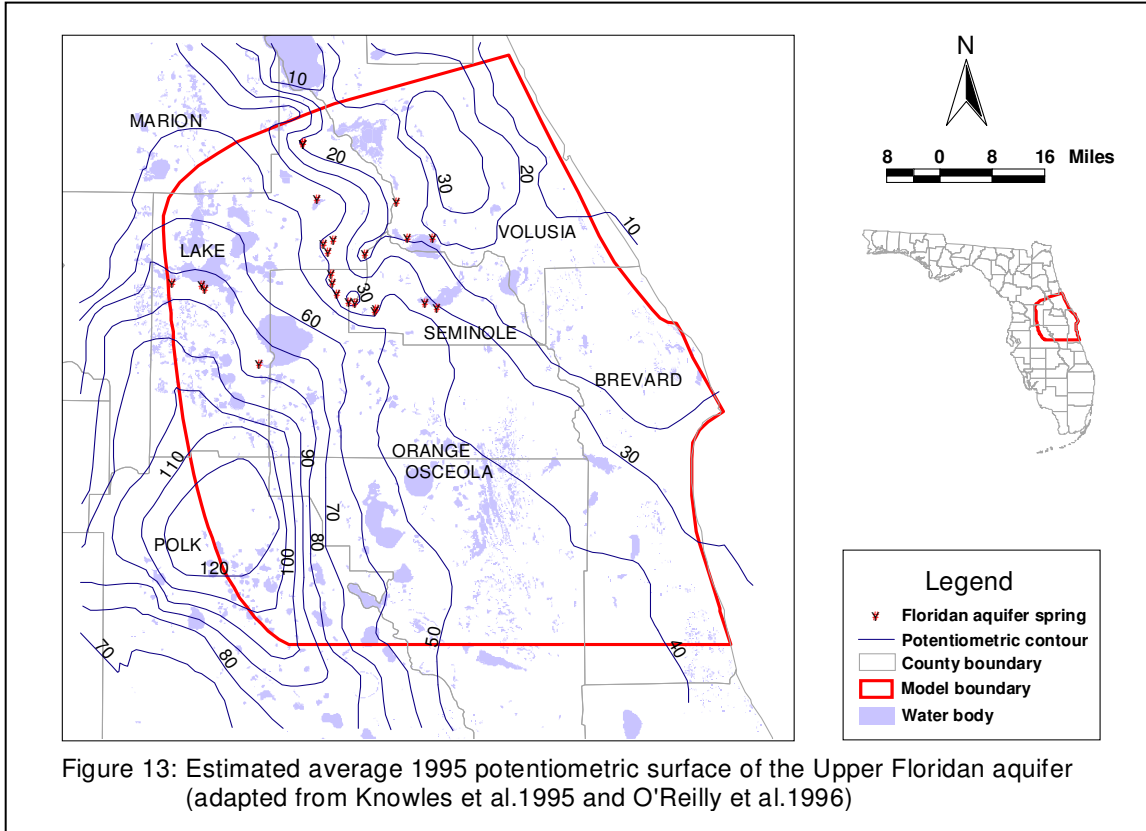 N
8 0 8 16 Miles
10
MARION
20
30
20
VOLUSIA
10
LAKE
30
60
SEMINOLE
BREVARD
ORANGE
OSCEOLA
30
110
90
70
80
POLK
120
100
50
40
70
80
Legend
Floridan aquifer spring
Potentiometric contour
County boundary
Model boundary
Water body
Figure 13: Estimated average 1995 potentiometric surface of the Upper Floridan aquifer
(adapted from Knowles et al.1995 and O'Reilly et al.1996)